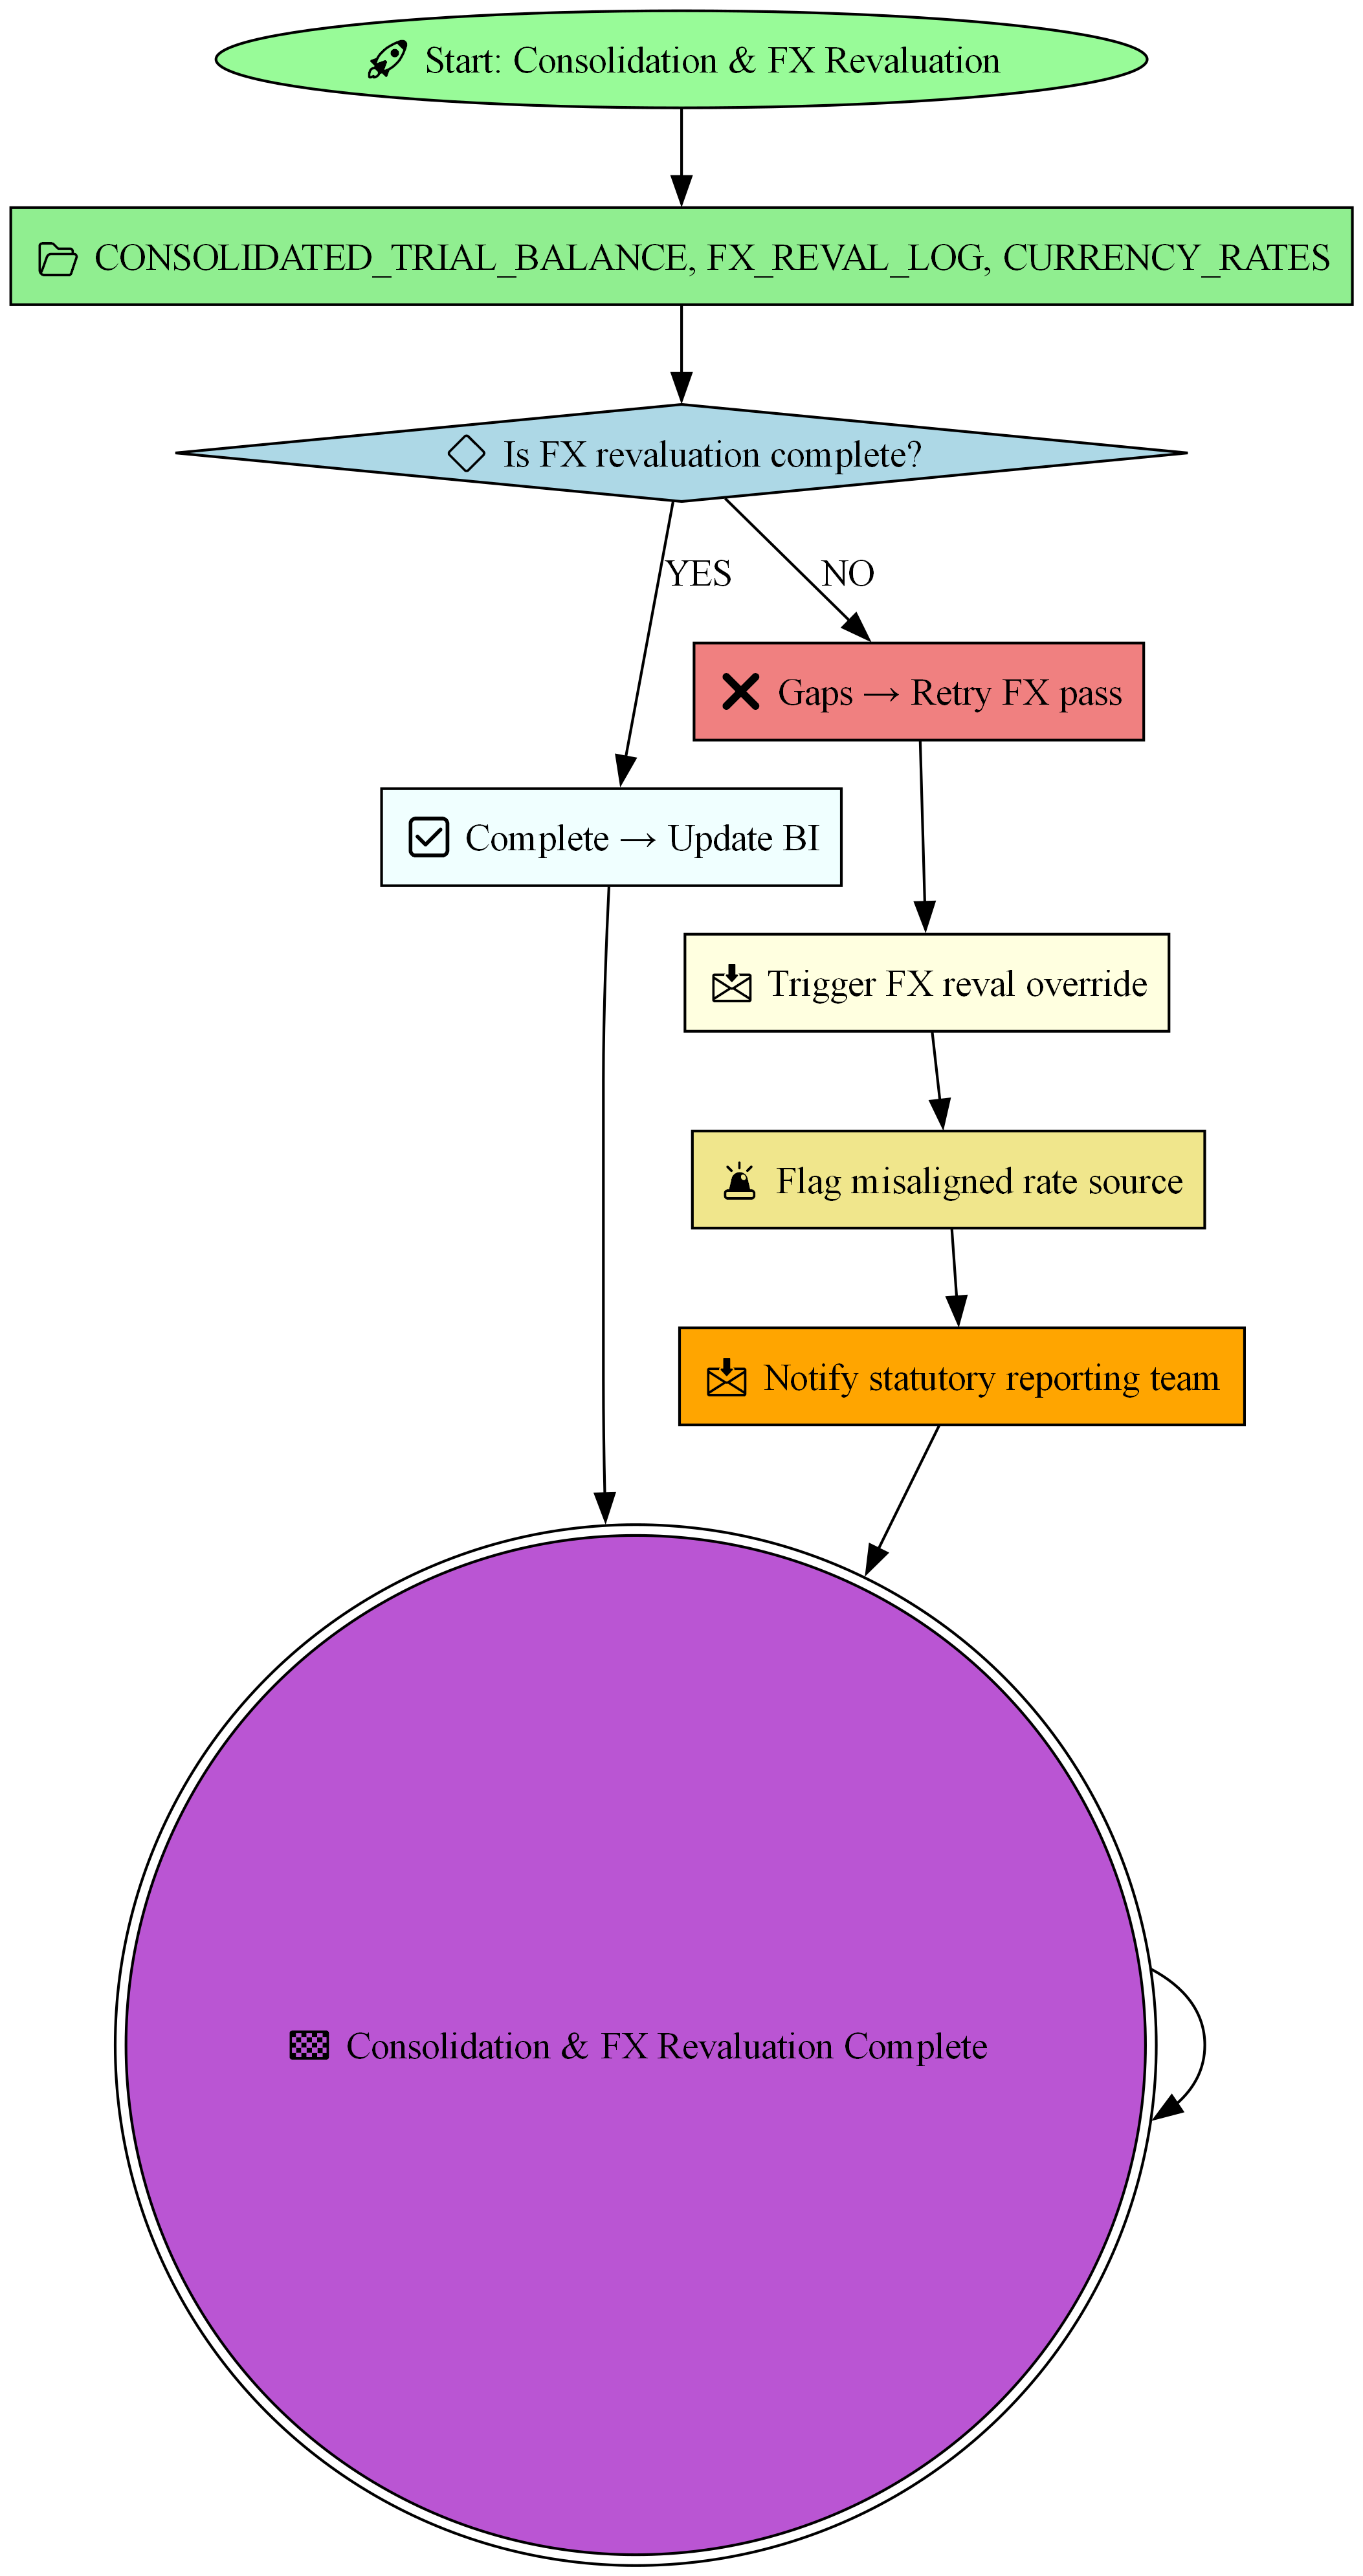 Start: Consolidation & FX Revaluation
CONSOLIDATED_TRIAL_BALANCE, FX_REVAL_LOG, CURRENCY_RATES
Is FX revaluation complete?
YES
NO
Gaps → Retry FX pass
Complete → Update BI
Trigger FX reval override
Flag misaligned rate source
Notify statutory reporting team
Consolidation & FX Revaluation Complete